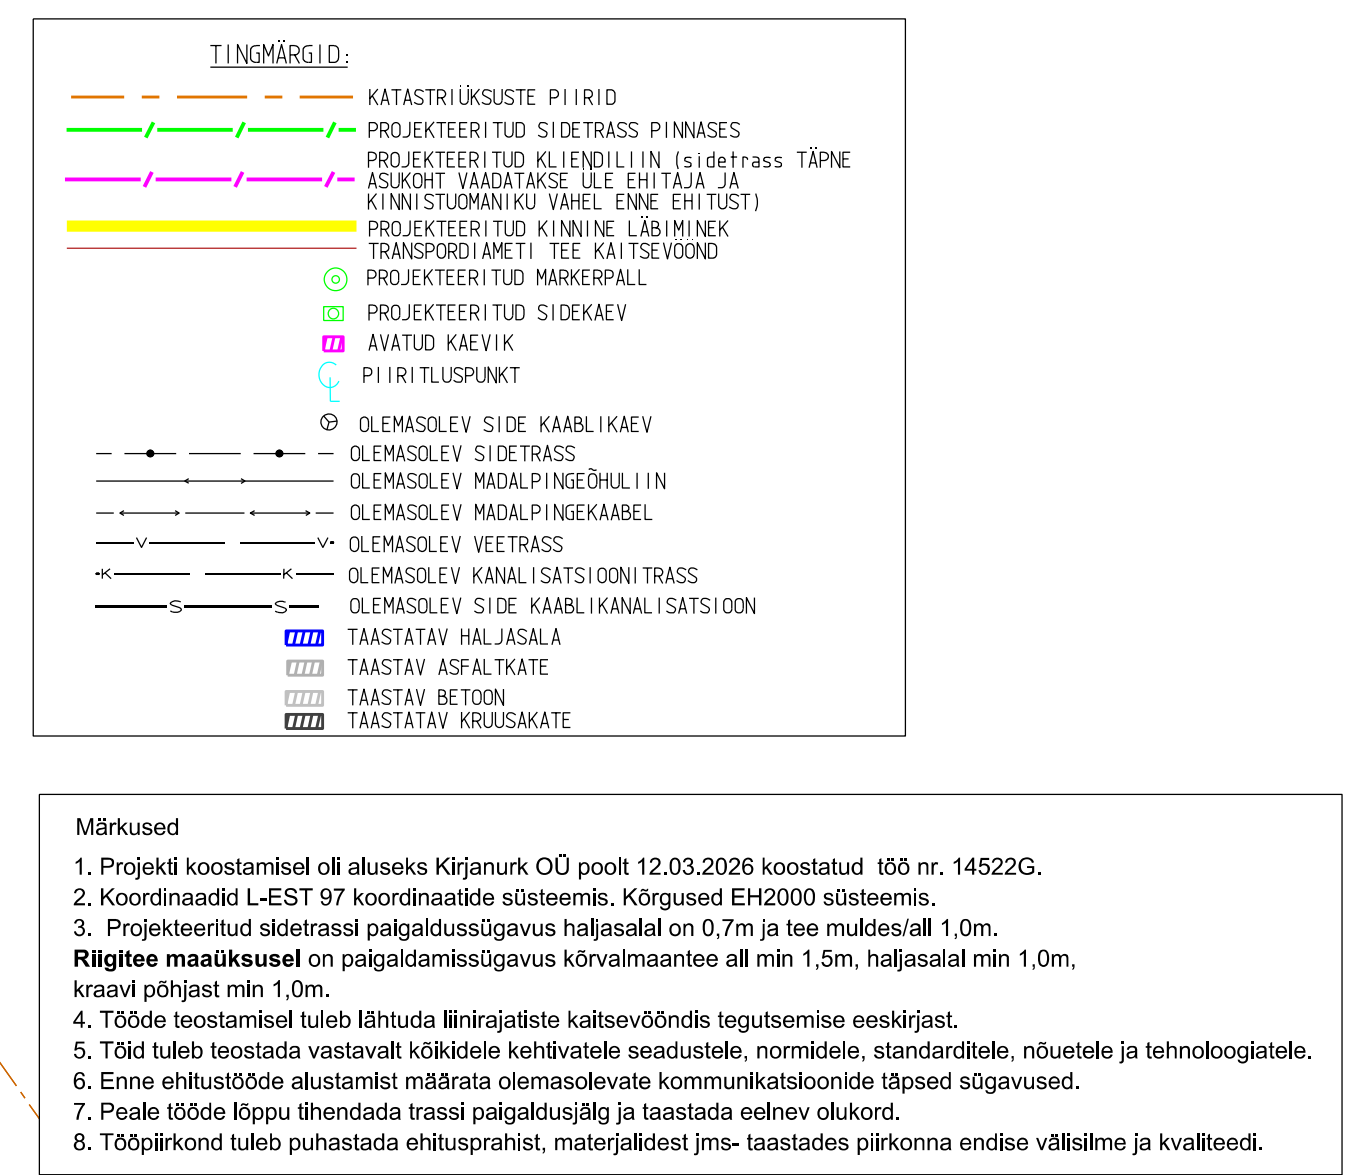 TINGMÄRGID:
KATASTRIÜKSUSTE PIIRID
PROJEKTEERITUD SIDETRASS PINNASES
PROJEKTEERITUD KLIENDILIIN (sidetrass TÄPNE
ASUKOHT VAADATAKSE ÜLE EHITAJA JA
KINNISTUOMANIKU VAHEL ENNE EHITUST)
PROJEKTEERITUD KINNINE LÄBIMINEK
TRANSPORDIAMETI TEE KAITSEVÖÖND
PROJEKTEERITUD MARKERPALL
PROJEKTEERITUD SIDEKAEV
AVATUD KAEVIK
PIIRITLUSPUNKT
OLEMASOLEV SIDE KAABLIKAEV
OLEMASOLEV SIDETRASS
OLEMASOLEV MADALPINGEÕHULIIN
OLEMASOLEV MADALPINGEKAABEL
V V OLEMASOLEV VEETRASS
K K OLEMASOLEV KANALISATSIOONITRASS
S S OLEMASOLEV SIDE KAABLIKANALISATSIOON
TAASTATAV HALJASALA
TAASTAV ASFALTKATE
TAASTAV BETOON
TAASTATAV KRUUSAKATE
Märkused
1. Projekti koostamisel oli aluseks Kirjanurk OÜ poolt 12.03.2026 koostatud töö nr. 14522G.
2. Koordinaadid L-EST 97 koordinaatide süsteemis. Kõrgused EH2000 süsteemis.
3. Projekteeritud sidetrassi paigaldussügavus haljasalal on 0,7m ja tee muldes/all 1,0m.
Riigitee maaüksusel on paigaldamissügavus kõrvalmaantee all min 1,5m, haljasalal min 1,0m,
kraavi põhjast min 1,0m.
4. Tööde teostamisel tuleb lähtuda liinirajatiste kaitsevööndis tegutsemise eeskirjast.
5. Töid tuleb teostada vastavalt kõikidele kehtivatele seadustele, normidele, standarditele, nõuetele ja tehnoloogiatele.
6. Enne ehitustööde alustamist määrata olemasolevate kommunikatsioonide täpsed sügavused.
7. Peale tööde lõppu tihendada trassi paigaldusjälg ja taastada eelnev olukord.
8. Tööpiirkond tuleb puhastada ehitusprahist, materjalidest jms- taastades piirkonna endise välisilme ja kvaliteedi.